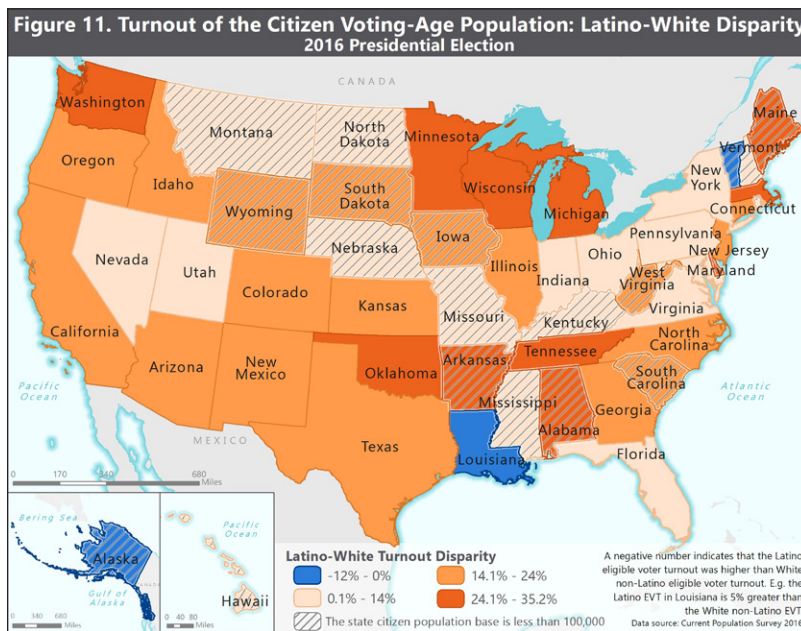 Figure 11. Turnout of the Citizen Voting-Age Population: Latino-White Disparity
2016 Presidential Election
CANADA
Washington
Montana
North
Dakota
Minnesota
Maine
Oregon
Idaho
Wyoming
South
Dakota
Wisconsin
Michigan
Vermont
New
York
Connecticut
Nevada
Utah
Colorado
Nebraska
Kansas
Iowa
Missouri
Illinois
Indiana
Ohio
Pennsylvania
New Jersey
Maryland
West
Virginia
Virginia
Kentucky
California
Arizona
New
Mexico
Oklahoma
Texas
Arkansas
Tennessee
North
Carolina
South
Carolina
Mississippi
Alabama
Georgia
Louisiana
Florida
Pacific
Ocean
Atlantic
Ocean
MEXICO
0 170 340 680
Miles
Bering Sea
Alaska
CANADA
Gulf of Alaska
0 340 680
Miles
Pacific
Ocean
Hawaii
0 70 140
Miles
Latino-White Turnout Disparity
-12% - 0%
14.1% - 24%
0.1% - 14%
24.1% - 35.2%
The state citizen population base is less than 100,000
A negative number indicates that the Latino
eligible voter turnout was higher than White
non-Latino eligible voter turnout. E.g. the
Latino EVT in Louisiana is 5% greater than
the White non-Latino EVT
Data source: Current Population Survey 2016